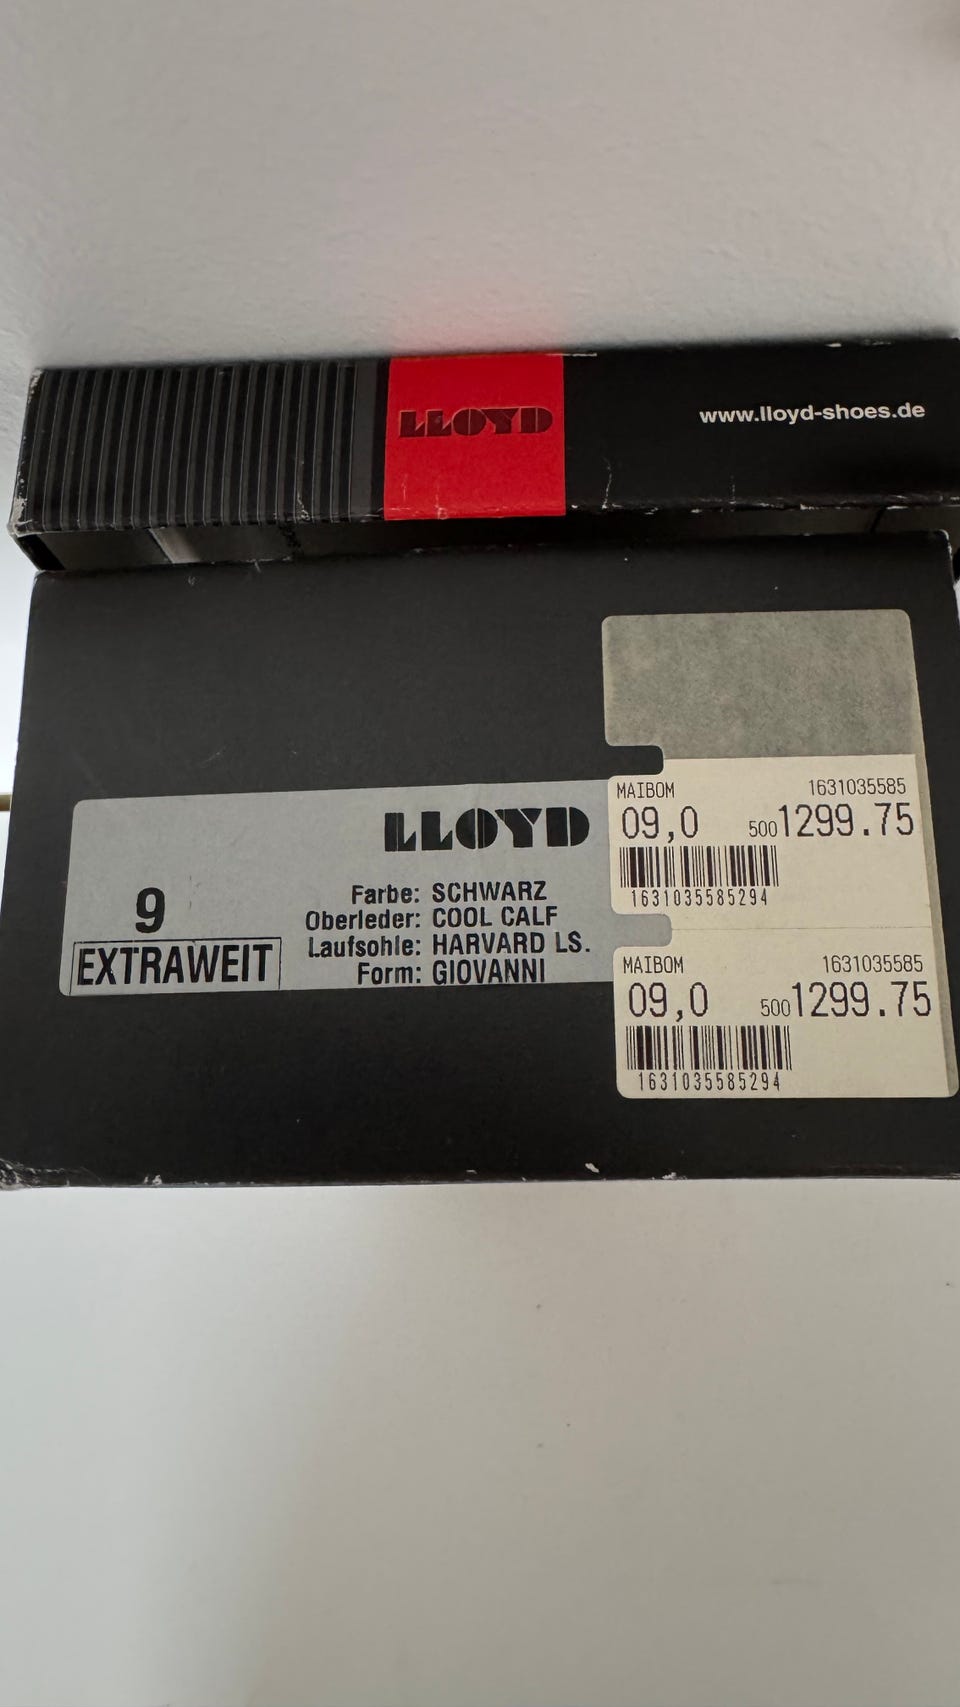 LLOYD
www.lloyd-shoes.de
LLOYD
9
EXTRAWEIT
Farbe: SCHWARZ
Oberleder: COOL CALF
Laufsohle: HARVARD LS.
Form: GIOVANNI
MAIBOM 1631035585
09,0 500 1299.75
1631035585294
MAIBOM 1631035585
09,0 500 1299.75
1631035585294